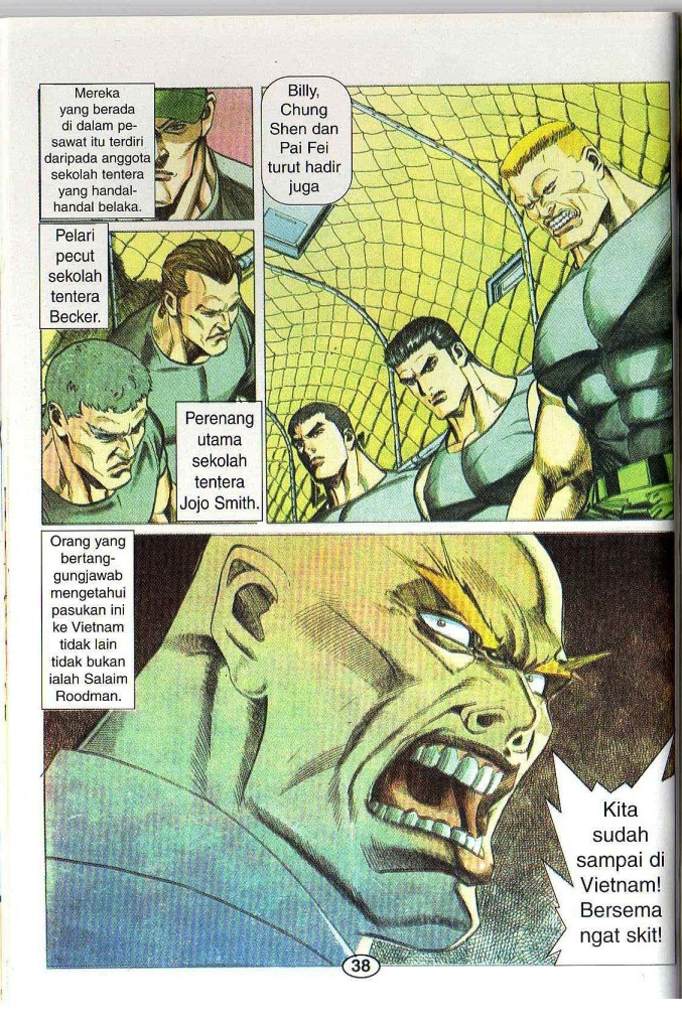 Mereka
yang berada
di dalam pe-
sawat itu terdiri
daripada anggota
sekolah tentera
yang handal-
handal belaka.
Billy,
Chung
Shen dan
Pai Fei
turut hadir
juga
Pelari
pecut
sekolah
tentera
Becker.
Perenang
utama
sekolah
tentera
Jojo Smith.
Orang yang
bertang-
gungjawab
mengetahui
pasukan ini
ke Vietnam
tidak lain
tidak bukan
ialah Salaim
Roodman.
Kita
sudah
sampai di
Vietnam!
Bersema
ngat skit!
38